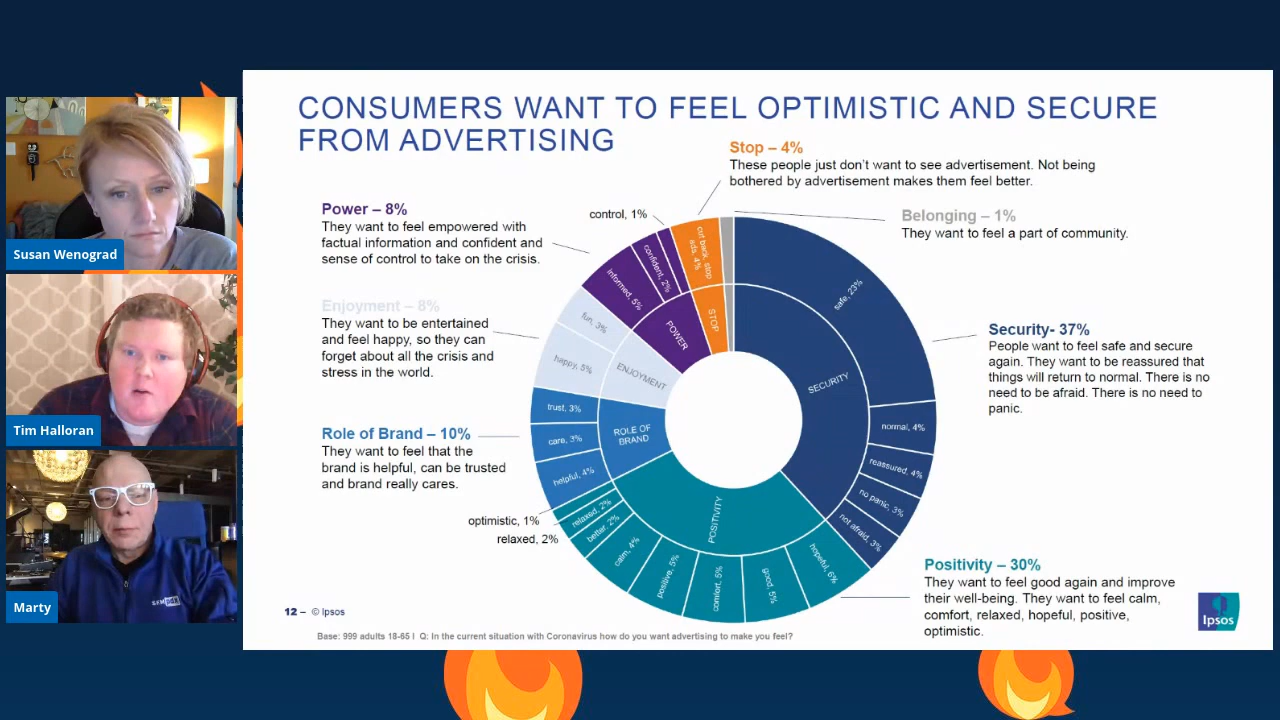 CONSUMERS WANT TO FEEL OPTIMISTIC AND SECURE
FROM ADVERTISING
Stop – 4%
These people just don't want to see advertisement. Not being
bothered by advertisement makes them feel better.
Belonging – 1%
They want to feel a part of community.
Power – 8%
They want to feel empowered with
factual information and confident and
sense of control to take on the crisis.
Enjoyment – 8%
They want to be entertained
and feel happy, so they can
forget about all the crisis and
stress in the world.
Role of Brand – 10%
They want to feel that the
brand is helpful, can be trusted
and brand really cares.
Security- 37%
People want to feel safe and secure
again. They want to be reassured that
things will return to normal. There is no
need to be afraid. There is no need to
panic.
Positivity – 30%
They want to feel good again and improve
their well-being. They want to feel calm,
comfort, relaxed, hopeful, positive,
optimistic.
control, 1%
confident, 2%
informed, 5%
cut back, stop
ads, 4%
fun, 3%
happy, 5%
trust, 3%
care, 3%
helpful, 4%
optimistic, 1%
relaxed, 2%
relaxed, 2%
better, 2%
calm, 4%
positive, 5%
comfort, 5%
good, 5%
hopeful, 6%
not afraid, 3%
no panic, 3%
reassured, 4%
normal, 4%
safe, 23%
POWER
STOP
ENJOYMENT
ROLE OF
BRAND
POSITIVITY
SECURITY
12 – © Ipsos
Base: 999 adults 18-65 I Q: In the current situation with Coronavirus how do you want advertising to make you feel?
Ipsos
Susan Wenograd
Tim Halloran
Marty